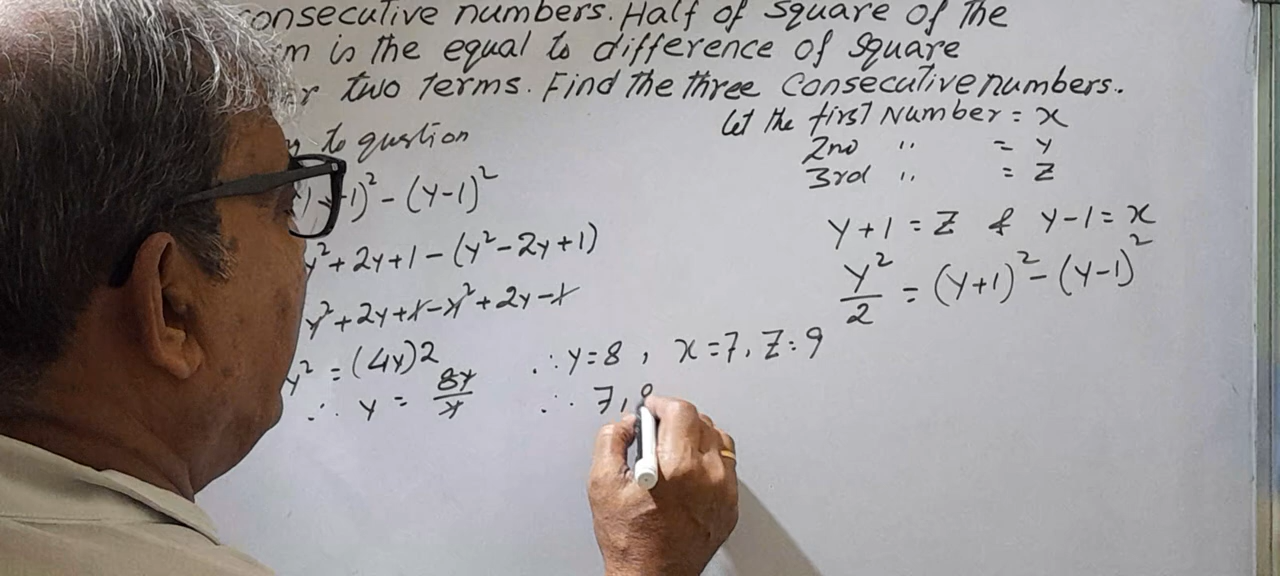 consecutive numbers. Half of square of the
is the equal to difference of square
two terms. Find the three consecutive numbers.
to qustion
Let the first Number = x
2nd " = y
3rd " = z
)² - (y-1)²
y² + 2y + 1 - (y² - 2y + 1)
y² + 2y + 1 - y² + 2y - 1
y² = (4y)2
∴ y = 8y/y
y + 1 = z & y - 1 = x
y²/2 = (y+1)² - (y-1)²
∴ y = 8, x = 7, z = 9
∴ 7, 8